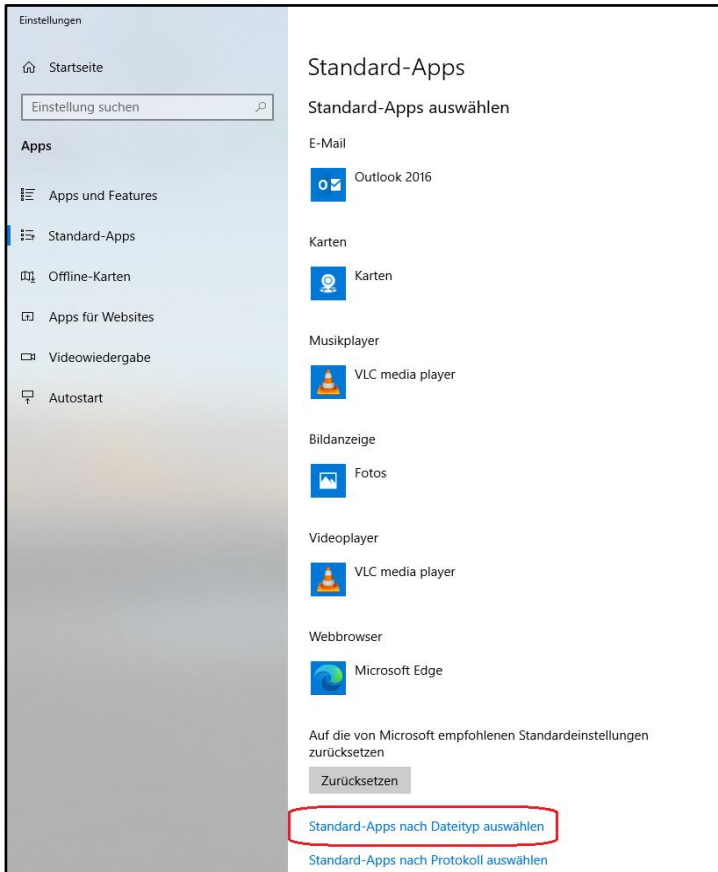 Einstellungen
Startseite
Einstellung suchen
Apps
Apps und Features
Standard-Apps
Offline-Karten
Apps für Websites
Videowiedergabe
Autostart
Standard-Apps
Standard-Apps auswählen
E-Mail
Outlook 2016
Karten
Karten
Musikplayer
VLC media player
Bildanzeige
Fotos
Videoplayer
VLC media player
Webbrowser
Microsoft Edge
Auf die von Microsoft empfohlenen Standardeinstellungen
zurücksetzen
Zurücksetzen
Standard-Apps nach Dateityp auswählen
Standard-Apps nach Protokoll auswählen